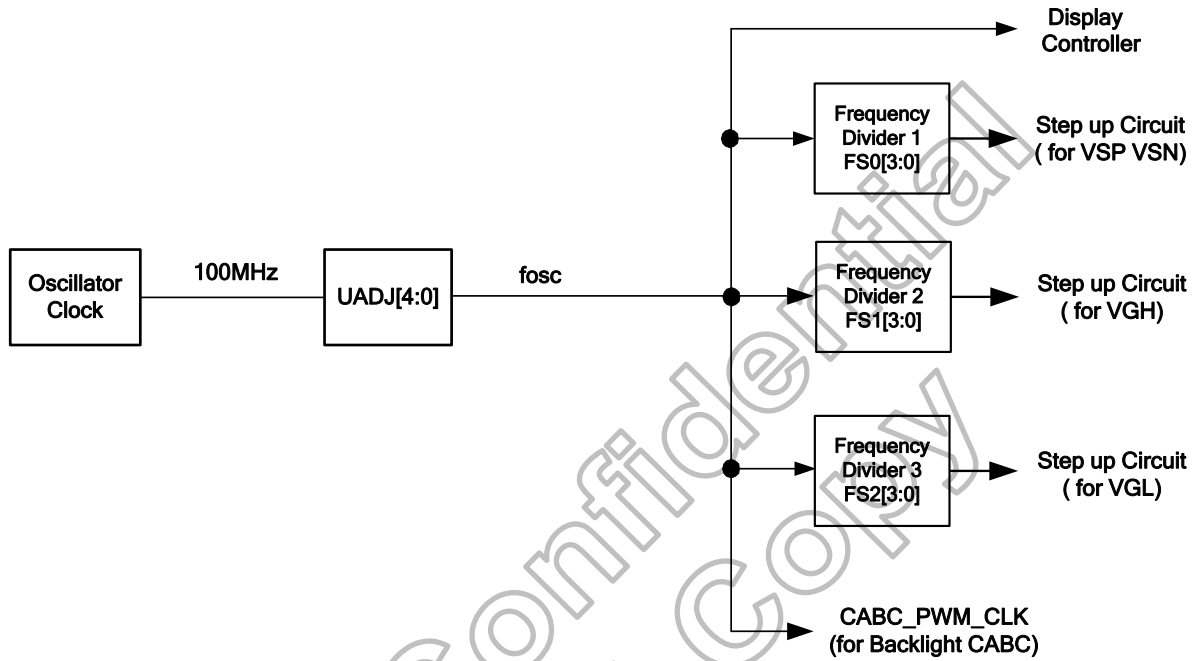 Display
Controller
Frequency
Divider 1
FS0[3:0]
Step up Circuit
( for VSP VSN)
Oscillator
Clock
100MHz
UADJ[4:0]
fosc
Frequency
Divider 2
FS1[3:0]
Step up Circuit
( for VGH)
Frequency
Divider 3
FS2[3:0]
Step up Circuit
( for VGL)
CABC_PWM_CLK
(for Backlight CABC)
Confidential
Copy